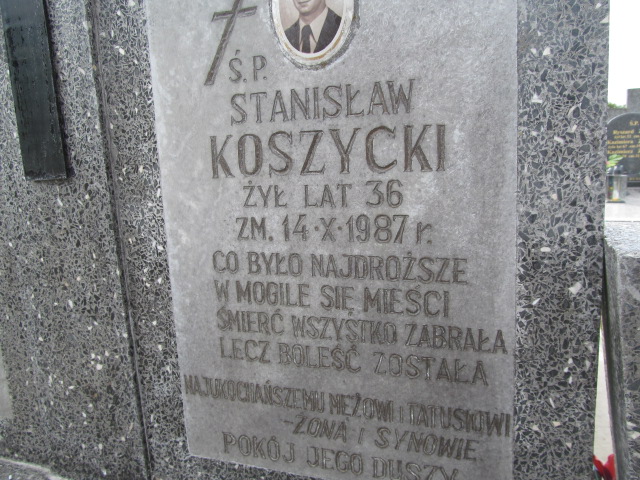 Ś.P.
STANISŁAW
KOSZYCKI
ŻYŁ LAT 36
ZM. 14·X·1987 r.
CO BYŁO NAJDROŻSZE
W MOGILE SIĘ MIEŚCI
ŚMIERĆ WSZYSTKO ZABRAŁA
LECZ BOLEŚĆ ZOSTAŁA
NAJUKOCHAŃSZEMU MĘŻOWI i TATUSIOWI
-ŻONA i SYNOWIE
POKÓJ JEGO DUSZY